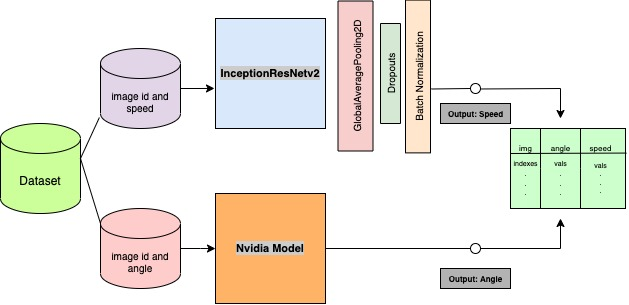 Dataset
image id and
speed
InceptionResNetv2
GlobalAveragePooling2D
Dropouts
Batch Normalization
Output: Speed
img angle speed
indexes vals vals
image id and
angle
Nvidia Model
Output: Angle